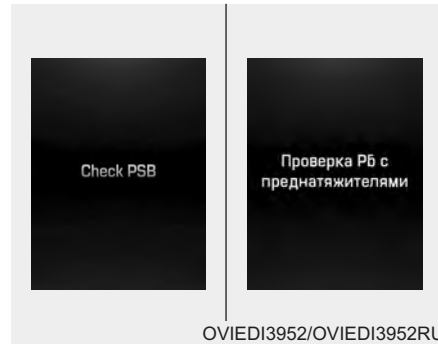 Check PSB
Проверка РБ с
преднатяжителями
OVIEDI3952/OVIEDI3952RU